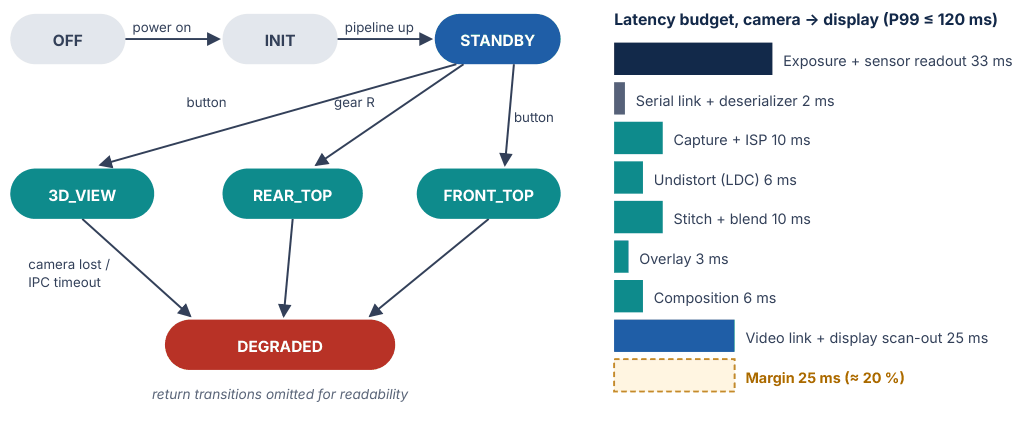 OFF
power on
INIT
pipeline up
STANDBY
button
gear R
button
3D_VIEW
REAR_TOP
FRONT_TOP
camera lost /
IPC timeout
DEGRADED
return transitions omitted for readability
Latency budget, camera → display (P99 ≤ 120 ms)
Exposure + sensor readout 33 ms
Serial link + deserializer 2 ms
Capture + ISP 10 ms
Undistort (LDC) 6 ms
Stitch + blend 10 ms
Overlay 3 ms
Composition 6 ms
Video link + display scan-out 25 ms
Margin 25 ms (≈ 20 %)